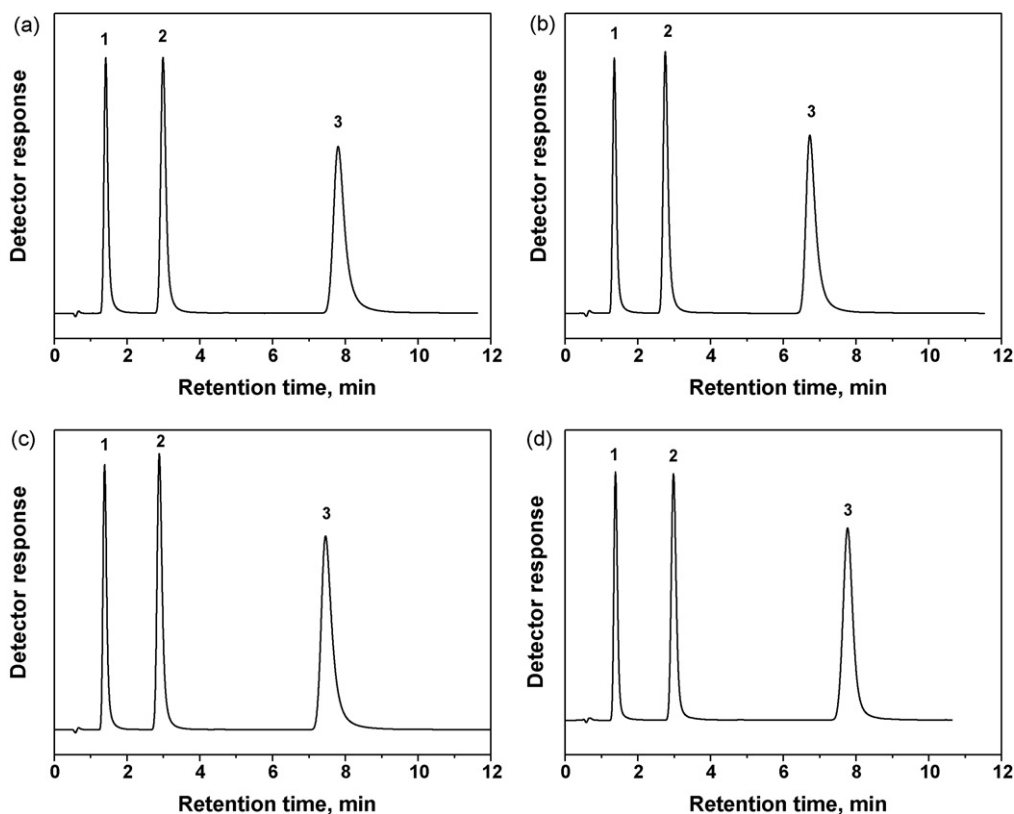 (a)
1
2
3
Detector response
0 2 4 6 8 10 12
Retention time, min
(b)
1
2
3
Detector response
0 2 4 6 8 10 12
Retention time, min
(c)
1
2
3
Detector response
0 2 4 6 8 10 12
Retention time, min
(d)
1
2
3
Detector response
0 2 4 6 8 10 12
Retention time, min